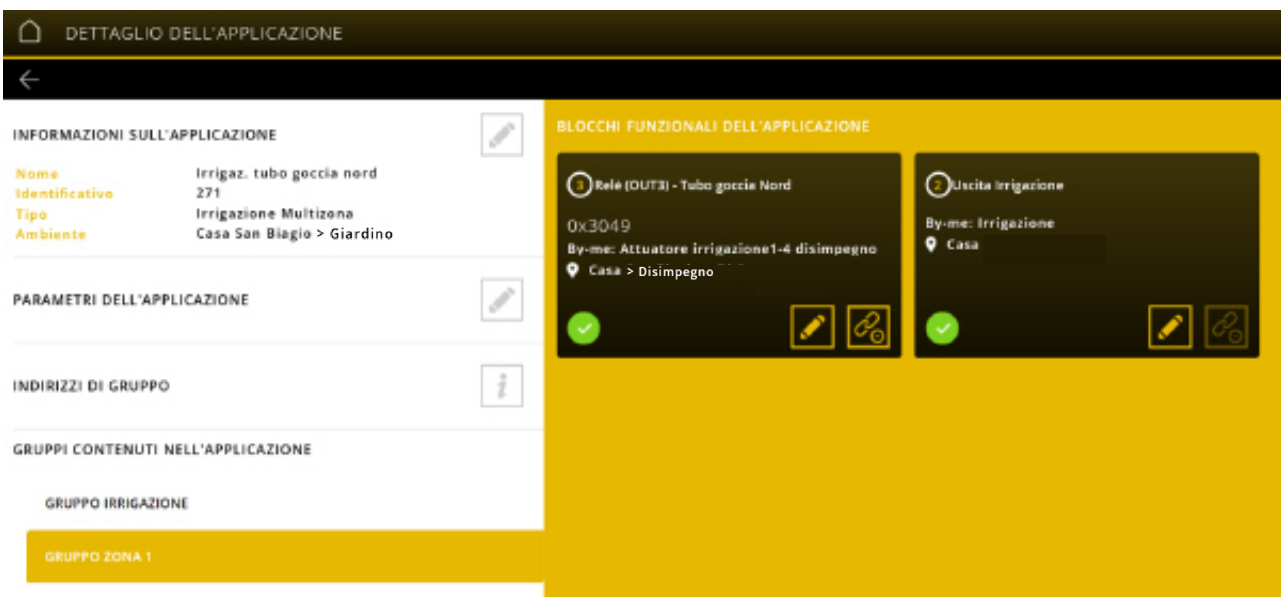 DETTAGLIO DELL'APPLICAZIONE
INFORMAZIONI SULL'APPLICAZIONE
Nome Irrigaz. tubo goccia nord
Identificativo 271
Tipo Irrigazione Multizona
Ambiente Casa San Biagio > Giardino
PARAMETRI DELL'APPLICAZIONE
INDIRIZZI DI GRUPPO
GRUPPI CONTENUTI NELL'APPLICAZIONE
GRUPPO IRRIGAZIONE
GRUPPO ZONA 1
BLOCCHI FUNZIONALI DELL'APPLICAZIONE
3 Relè (OUT3) - Tubo goccia Nord
0x3049
By-me: Attuatore irrigazione1-4 disimpegno
Casa > Disimpegno
2 Uscita Irrigazione
By-me: Irrigazione
Casa